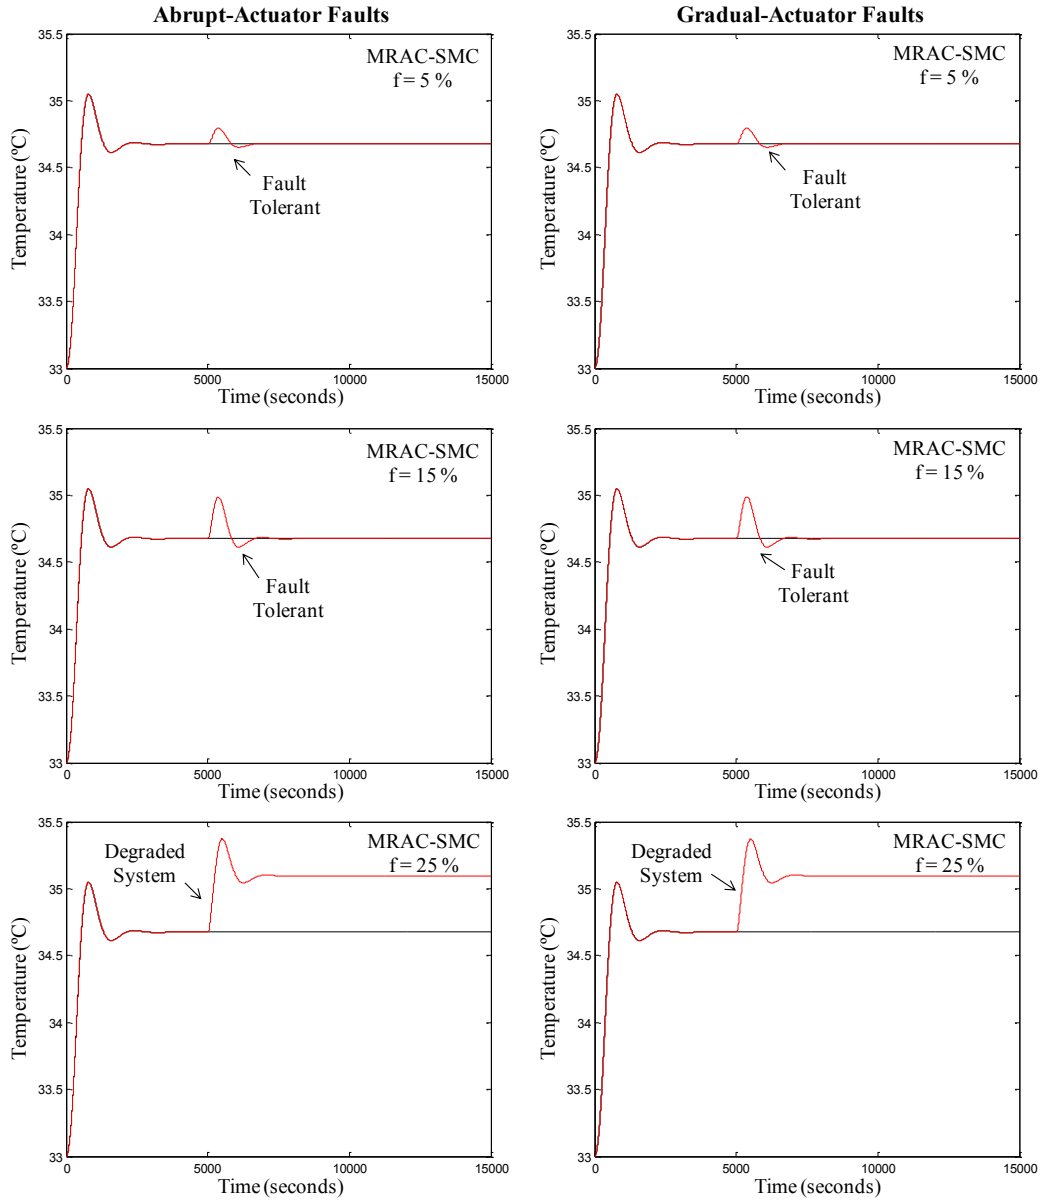 Abrupt-Actuator Faults
Gradual-Actuator Faults
35.5
35
34.5
34
33.5
33
0
5000
10000
15000
Temperature (ºC)
Time (seconds)
MRAC-SMC
f = 5 %
Fault
Tolerant
35.5
35
34.5
34
33.5
33
0
5000
10000
15000
Temperature (ºC)
Time (seconds)
MRAC-SMC
f = 5 %
Fault
Tolerant
35.5
35
34.5
34
33.5
33
0
5000
10000
15000
Temperature (ºC)
Time (seconds)
MRAC-SMC
f = 15 %
Fault
Tolerant
35.5
35
34.5
34
33.5
33
0
5000
10000
15000
Temperature (ºC)
Time (seconds)
MRAC-SMC
f = 15 %
Fault
Tolerant
35.5
35
34.5
34
33.5
33
0
5000
10000
15000
Temperature (ºC)
Time (seconds)
MRAC-SMC
f = 25 %
Degraded
System
35.5
35
34.5
34
33.5
33
0
5000
10000
15000
Temperature (ºC)
Time (seconds)
MRAC-SMC
f = 25 %
Degraded
System